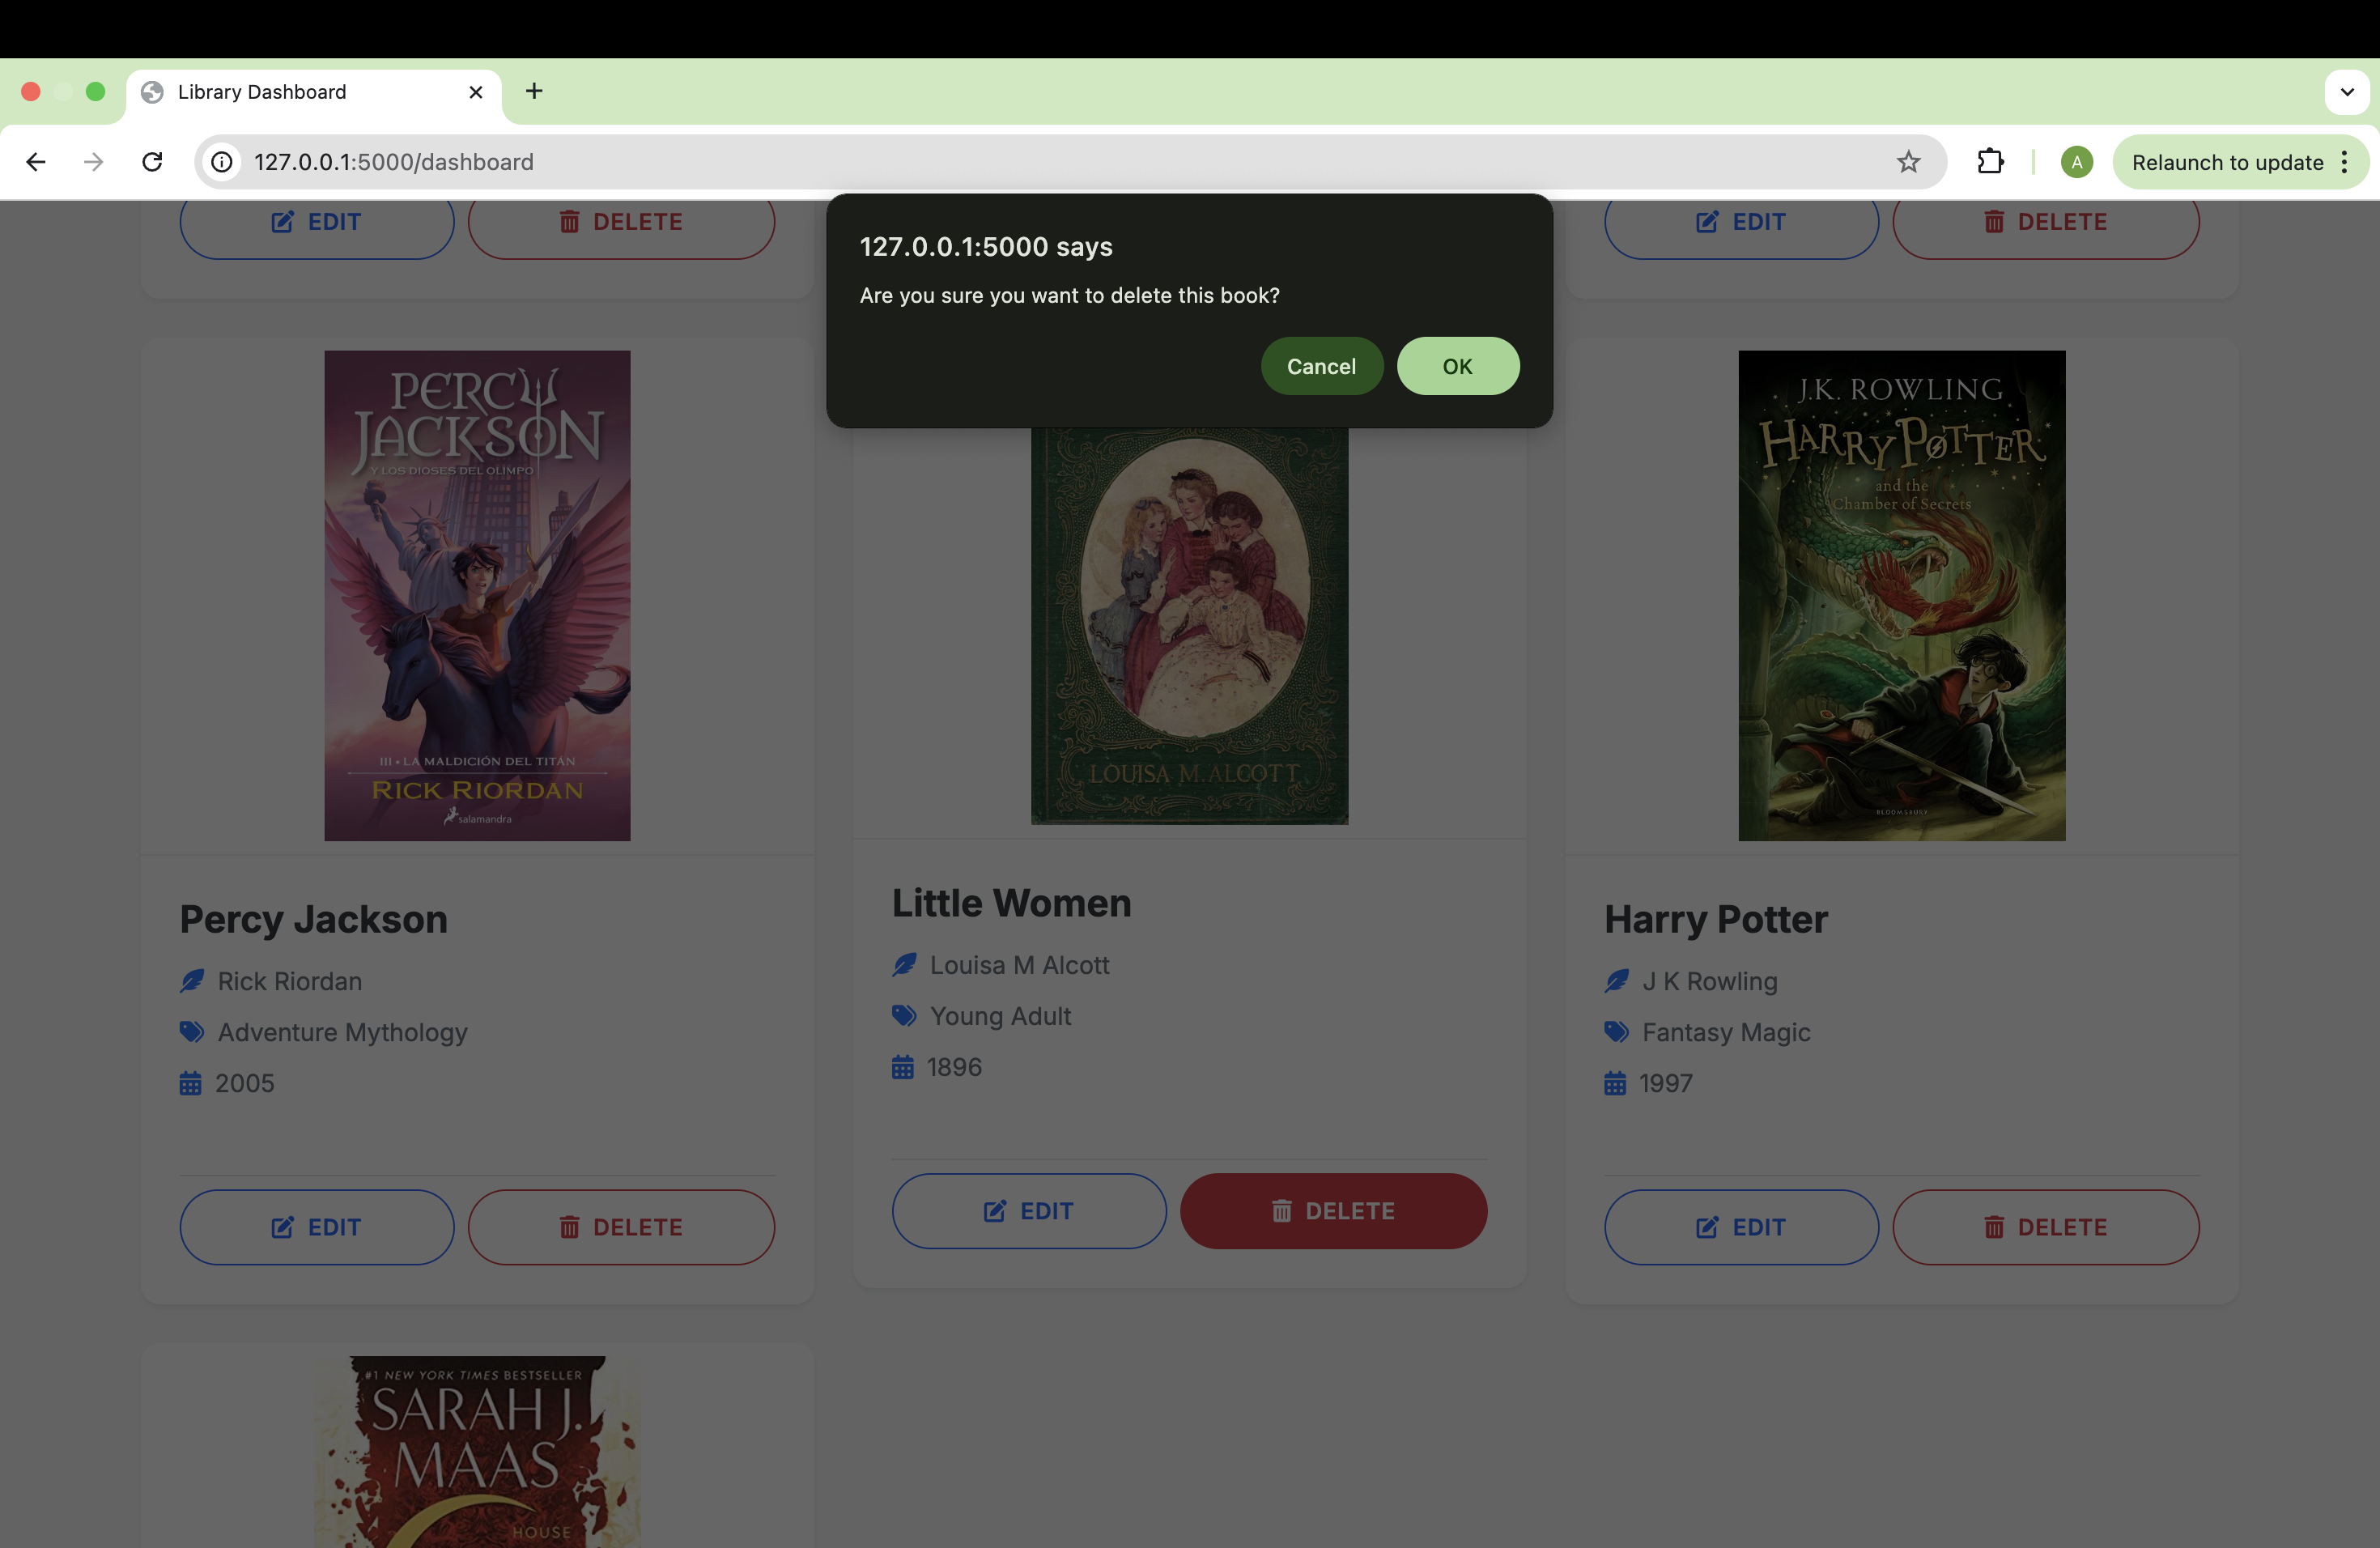 Library Dashboard
127.0.0.1:5000/dashboard
A
Relaunch to update
127.0.0.1:5000 says
Are you sure you want to delete this book?
Cancel
OK
EDIT
DELETE
EDIT
DELETE
PERCY
JACKSON
Y LOS DIOSES DEL OLIMPO
III • LA MALDICIÓN DEL TITÁN
RICK RIORDAN
salamandra
Percy Jackson
Rick Riordan
Adventure Mythology
2005
EDIT
DELETE
LOUISA M. ALCOTT
Little Women
Louisa M Alcott
Young Adult
1896
EDIT
DELETE
J.K. ROWLING
HARRY POTTER
and the
Chamber of Secrets
BLOOMSBURY
Harry Potter
J K Rowling
Fantasy Magic
1997
EDIT
DELETE
#1 NEW YORK TIMES BESTSELLER
SARAH J.
MAAS
HOUSE